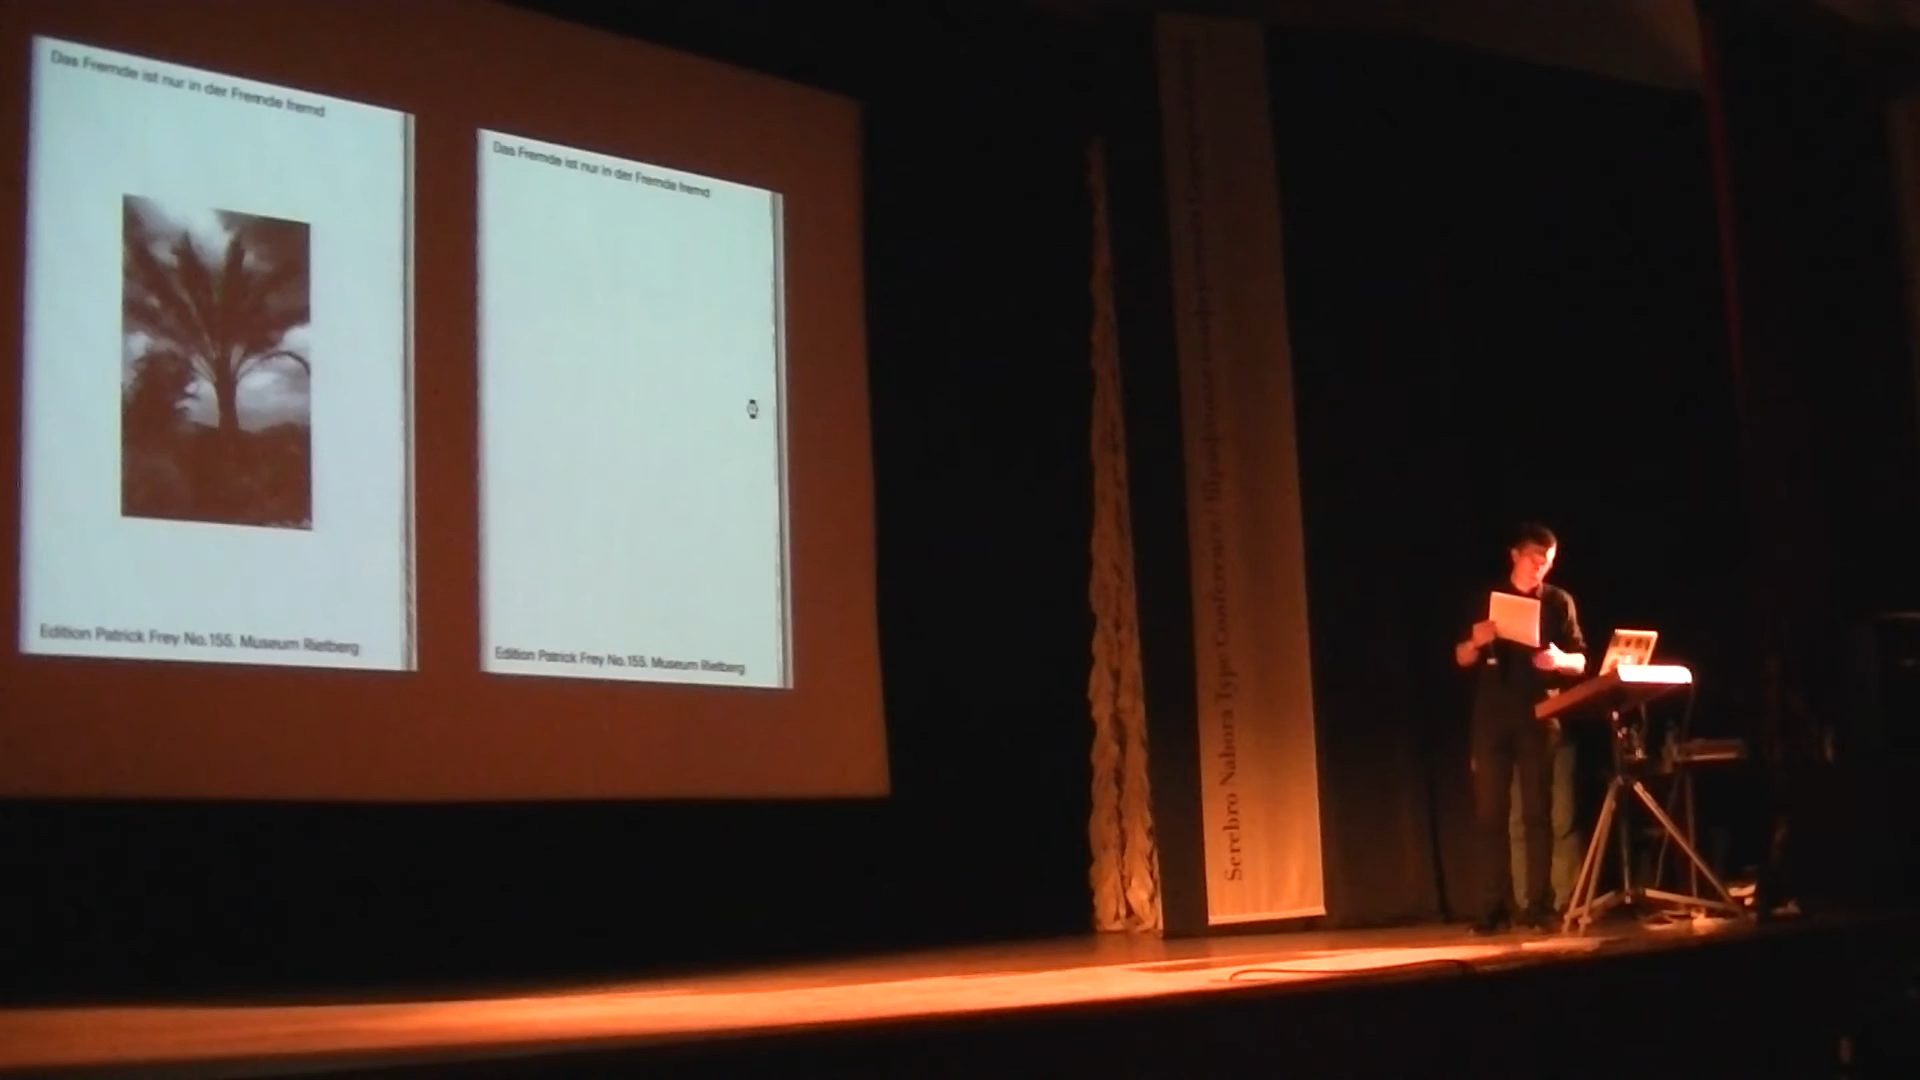 Das Fremde ist nur in der Fremde fremd
Edition Patrick Frey No.155. Museum Rietberg
Das Fremde ist nur in der Fremde fremd
Edition Patrick Frey No.155. Museum Rietberg
Serebro Nabora Type Conference /